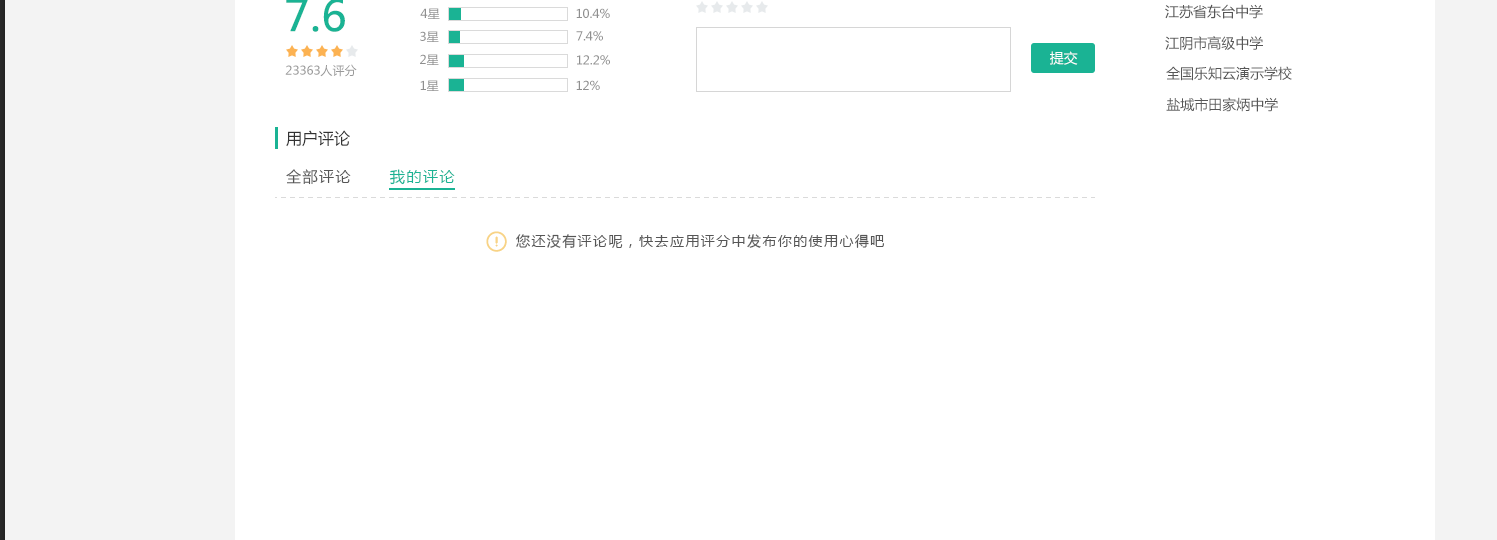 7.6
23363人评分
4星 10.4%
3星 7.4%
2星 12.2%
1星 12%
提交
江苏省东台中学
江阴市高级中学
全国乐知云演示学校
盐城市田家炳中学
用户评论
全部评论 我的评论
您还没有评论呢，快去应用评分中发布你的使用心得吧